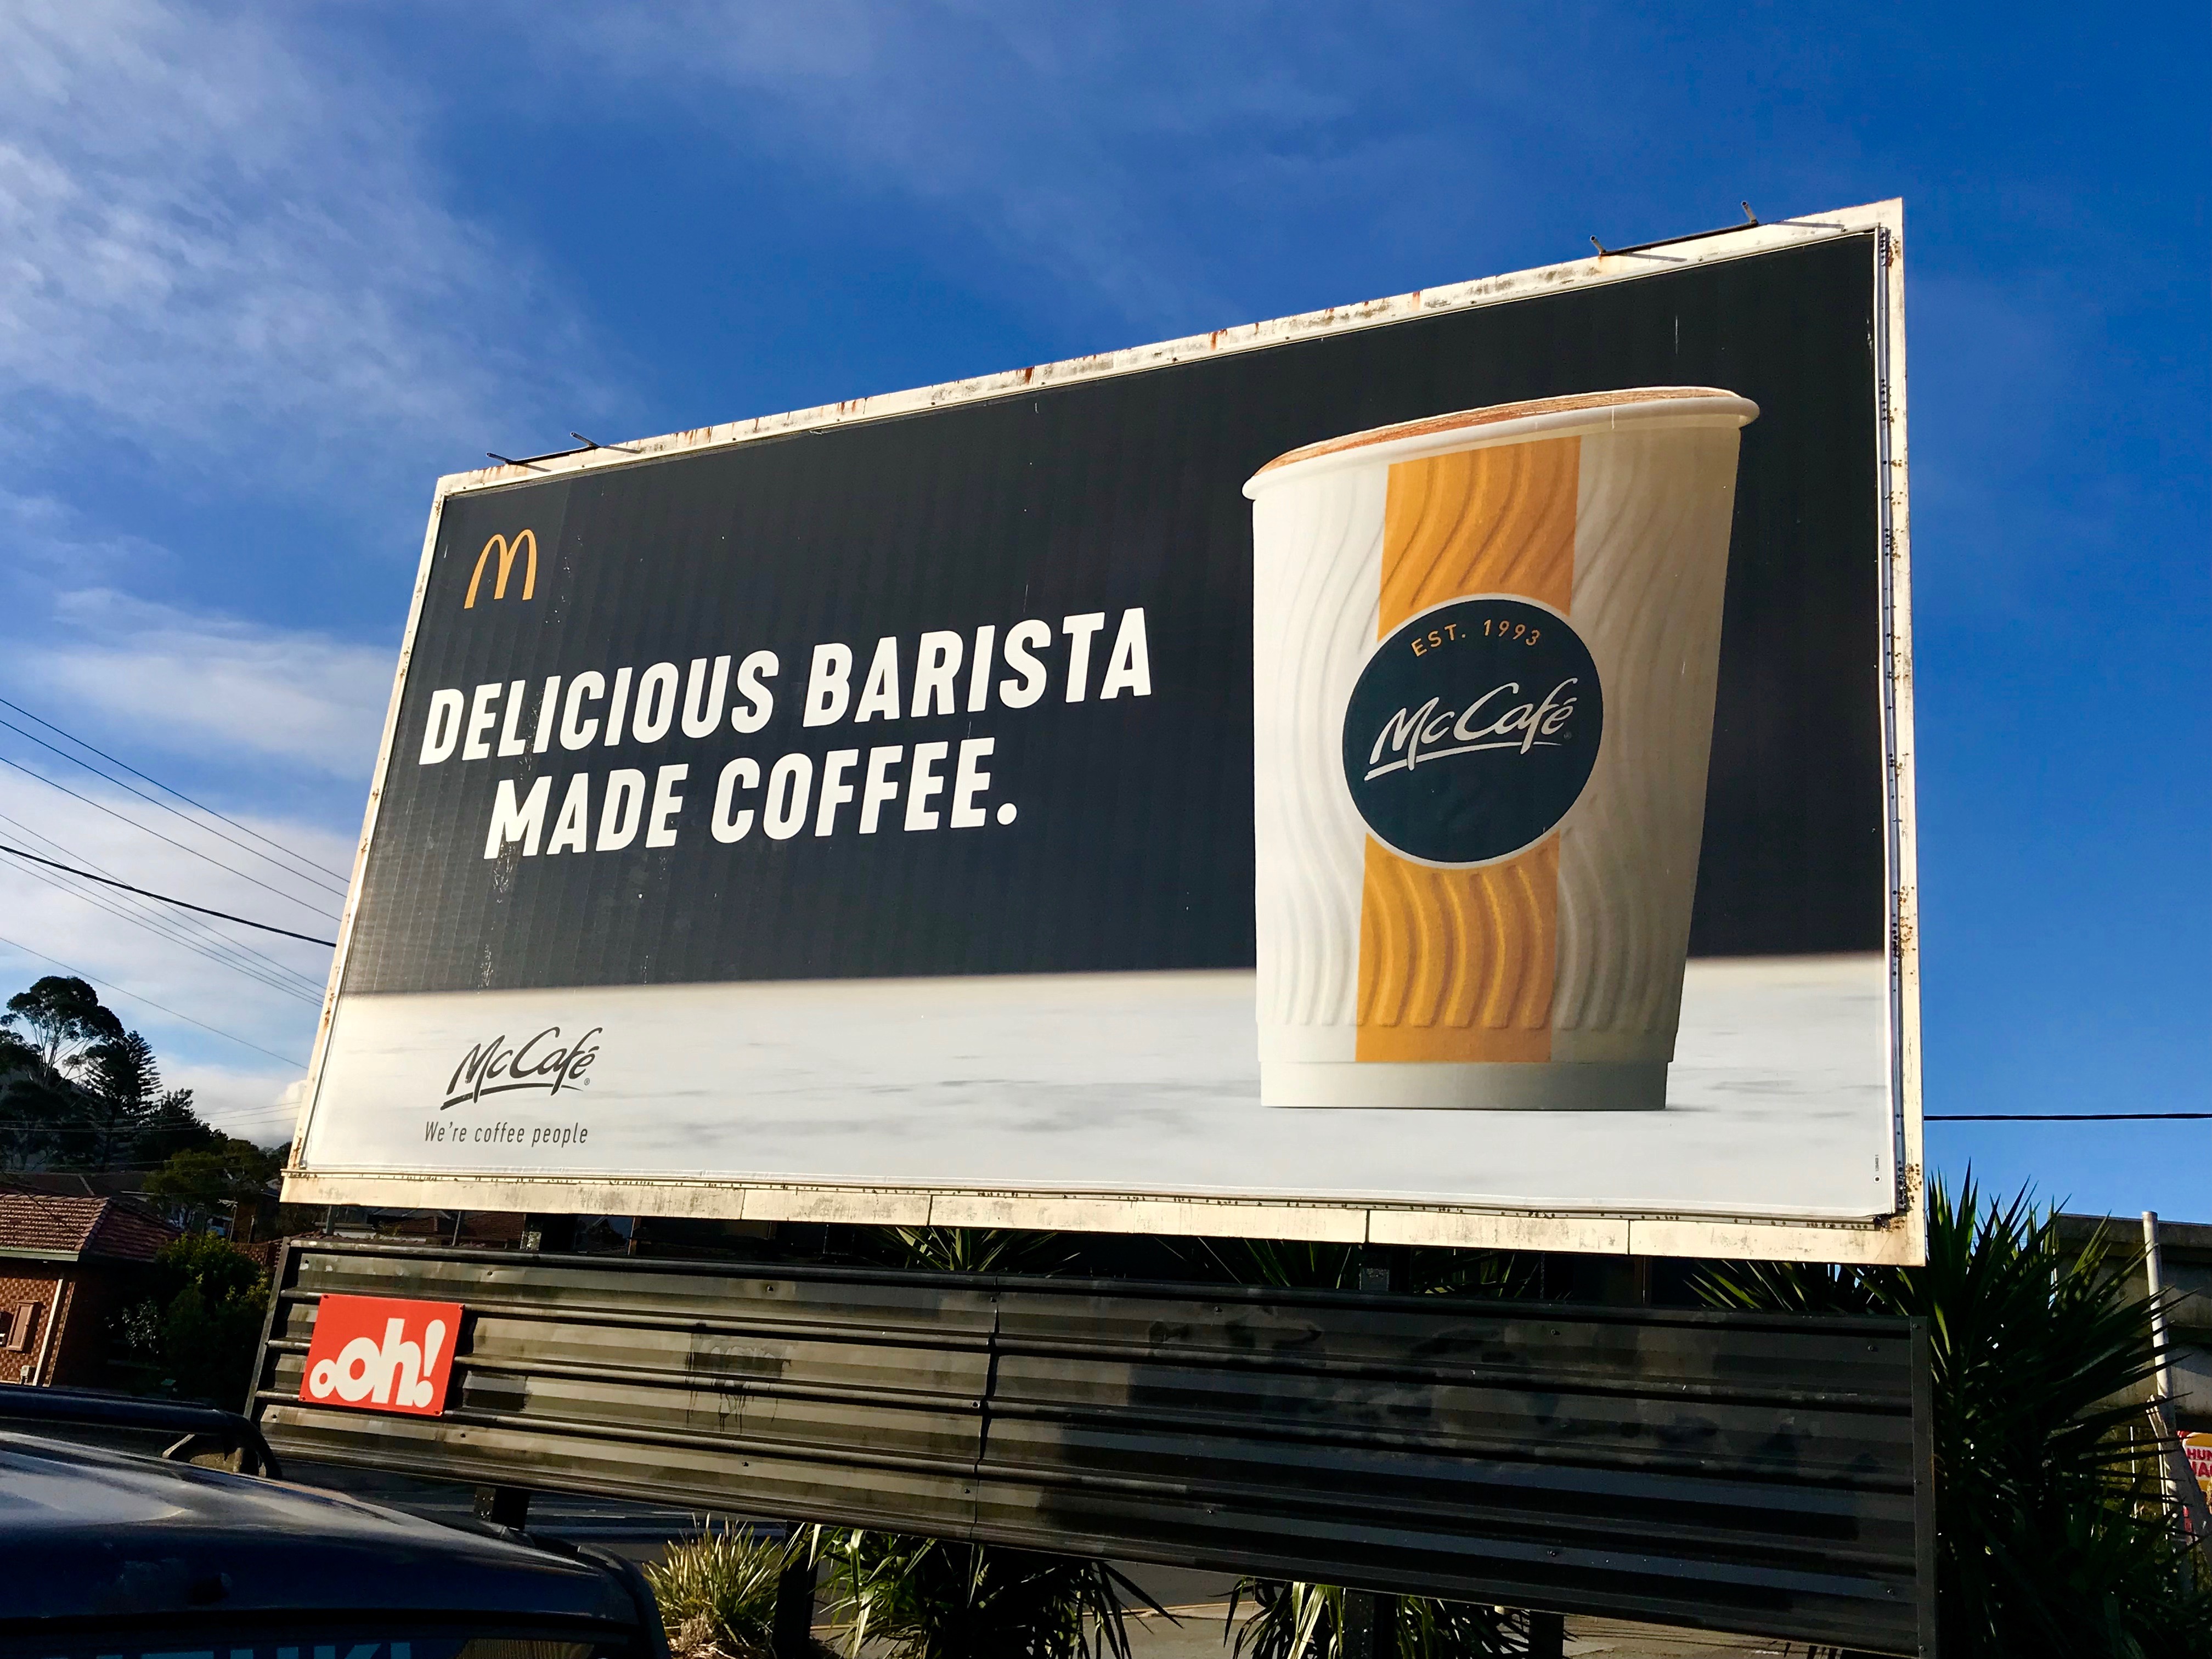 DELICIOUS BARISTA
MADE COFFEE.
EST. 1993
McCafé
McCafé
We're coffee people
ooh!